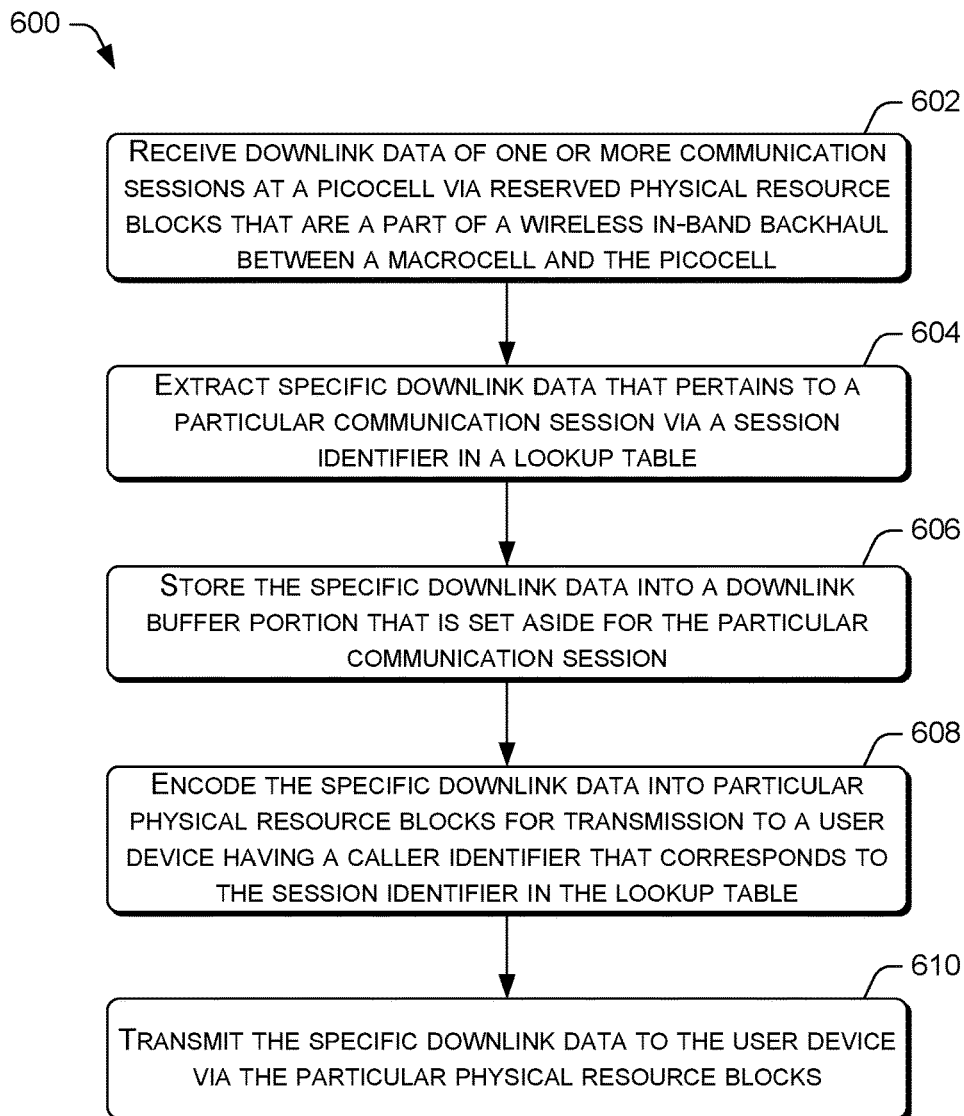 600
602
RECEIVE DOWNLINK DATA OF ONE OR MORE COMMUNICATION
SESSIONS AT A PICOCELL VIA RESERVED PHYSICAL RESOURCE
BLOCKS THAT ARE A PART OF A WIRELESS IN-BAND BACKHAUL
BETWEEN A MACROCELL AND THE PICOCELL
604
EXTRACT SPECIFIC DOWNLINK DATA THAT PERTAINS TO A
PARTICULAR COMMUNICATION SESSION VIA A SESSION
IDENTIFIER IN A LOOKUP TABLE
606
STORE THE SPECIFIC DOWNLINK DATA INTO A DOWNLINK
BUFFER PORTION THAT IS SET ASIDE FOR THE PARTICULAR
COMMUNICATION SESSION
608
ENCODE THE SPECIFIC DOWNLINK DATA INTO PARTICULAR
PHYSICAL RESOURCE BLOCKS FOR TRANSMISSION TO A USER
DEVICE HAVING A CALLER IDENTIFIER THAT CORRESPONDS TO
THE SESSION IDENTIFIER IN THE LOOKUP TABLE
610
TRANSMIT THE SPECIFIC DOWNLINK DATA TO THE USER DEVICE
VIA THE PARTICULAR PHYSICAL RESOURCE BLOCKS